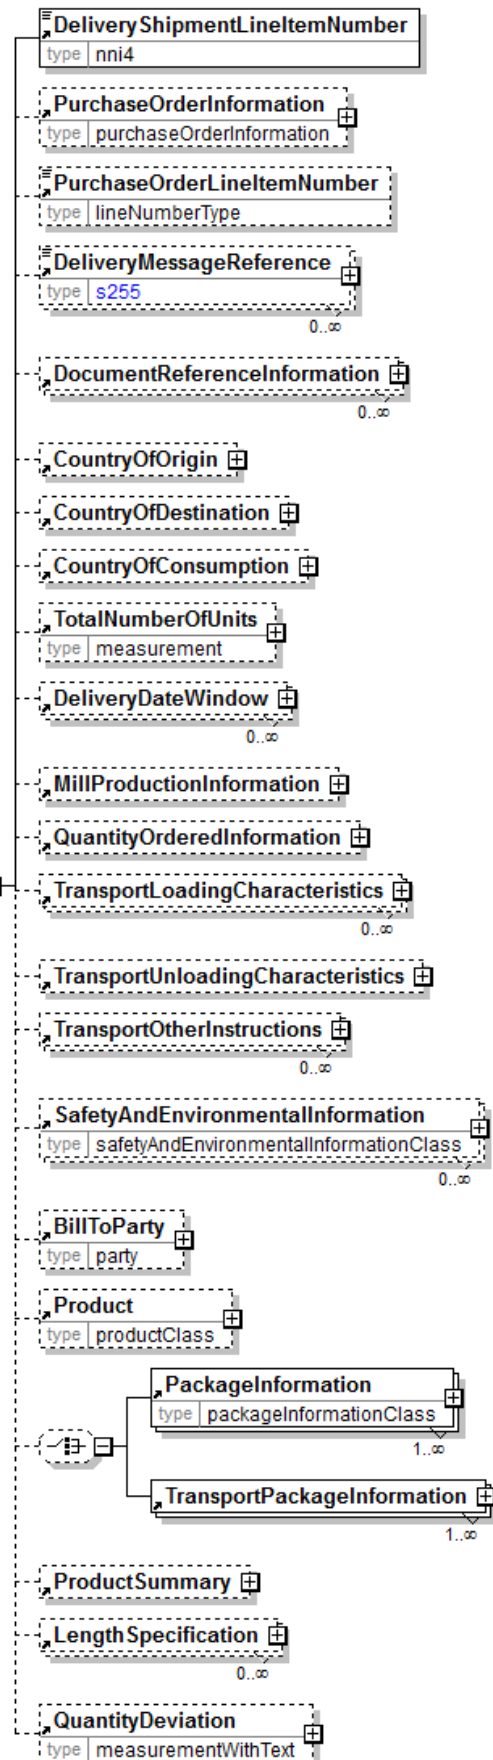 DeliveryShipmentLineItemNumber
type nni4
PurchaseOrderInformation
type purchaseOrderInformation
PurchaseOrderLineItemNumber
type lineNumberType
DeliveryMessageReference
type s255
0..∞
DocumentReferenceInformation
0..∞
CountryOfOrigin
CountryOfDestination
CountryOfConsumption
TotalNumberOfUnits
type measurement
DeliveryDateWindow
0..∞
MillProductionInformation
QuantityOrderedInformation
TransportLoadingCharacteristics
0..∞
TransportUnloadingCharacteristics
TransportOtherInstructions
0..∞
SafetyAndEnvironmentalInformation
type safetyAndEnvironmentalInformationClass
0..∞
BillToParty
type party
Product
type productClass
PackageInformation
type packageInformationClass
1..∞
TransportPackageInformation
1..∞
ProductSummary
LengthSpecification
0..∞
QuantityDeviation
type measurementWithText